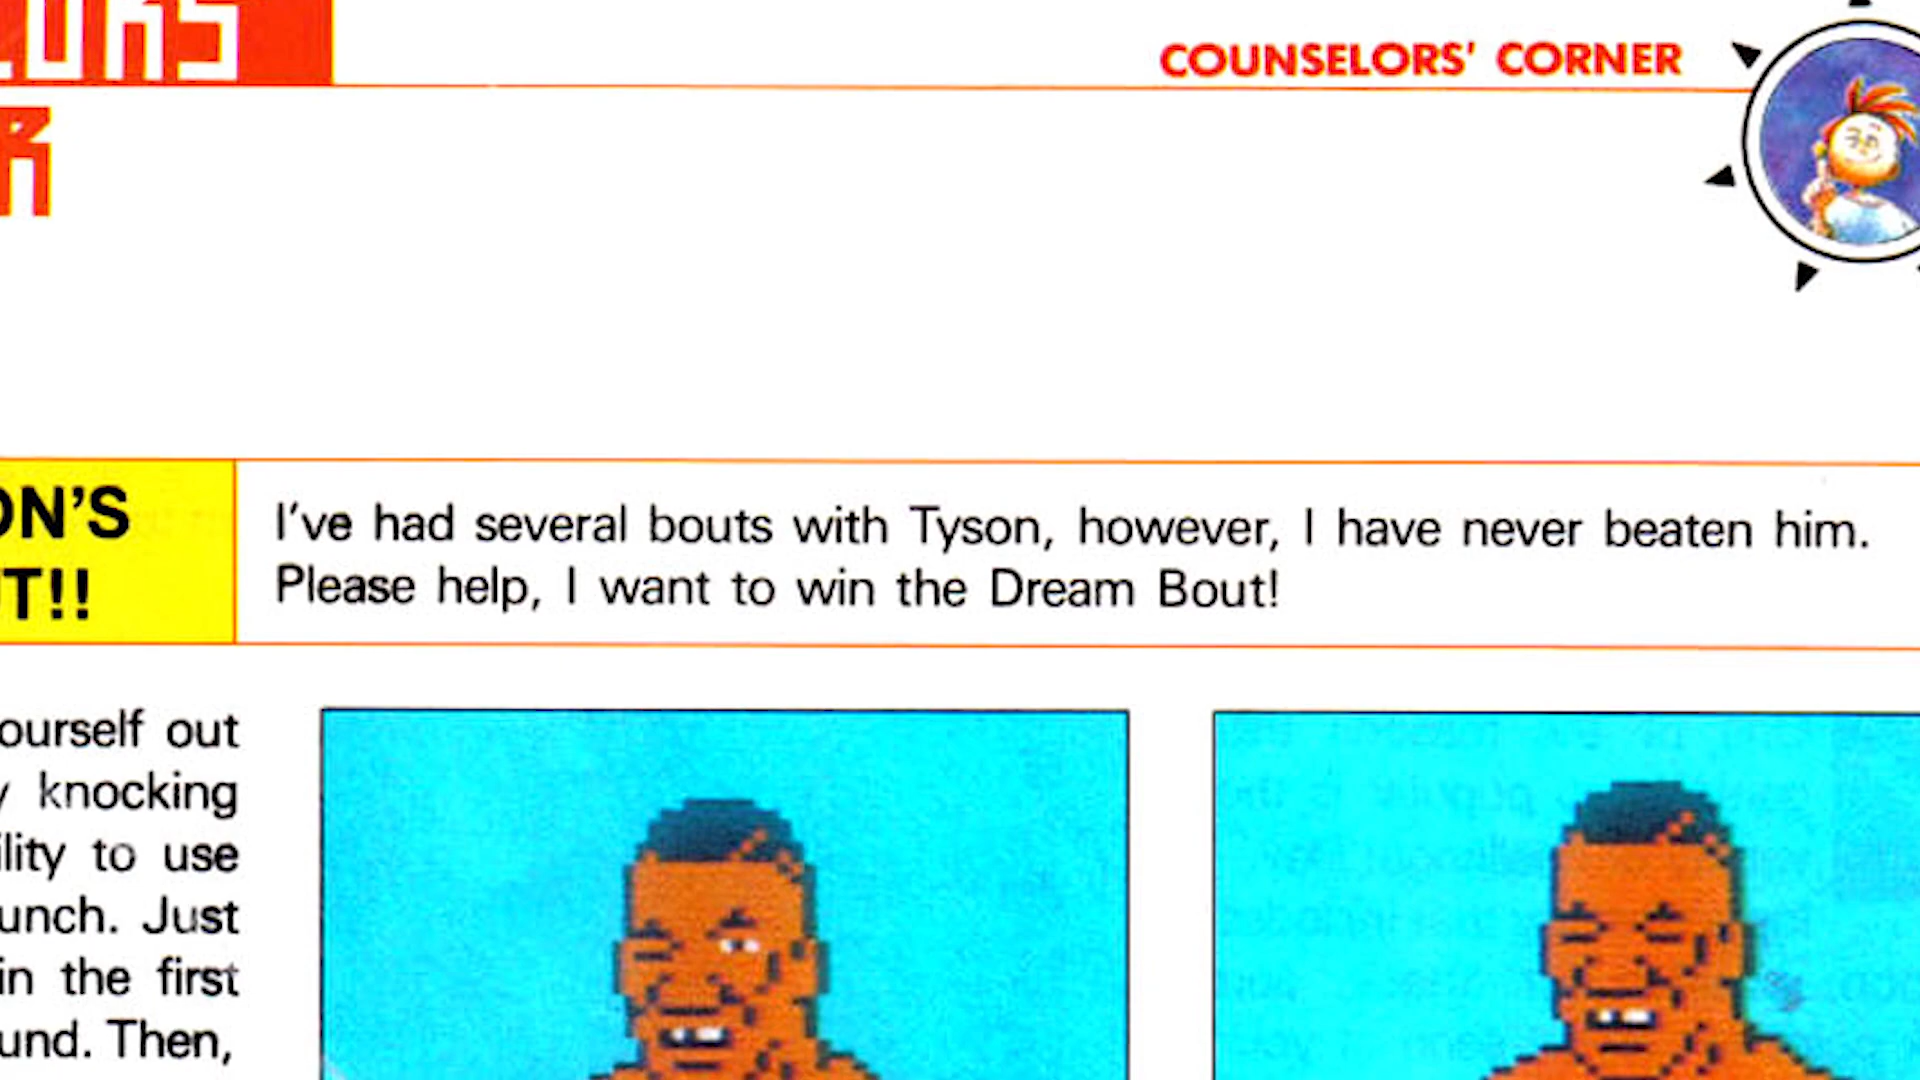 COUNSELORS' CORNER
ON'S
T!!
I've had several bouts with Tyson, however, I have never beaten him.
Please help, I want to win the Dream Bout!
ourself out
y knocking
ility to use
unch. Just
in the first
und. Then,